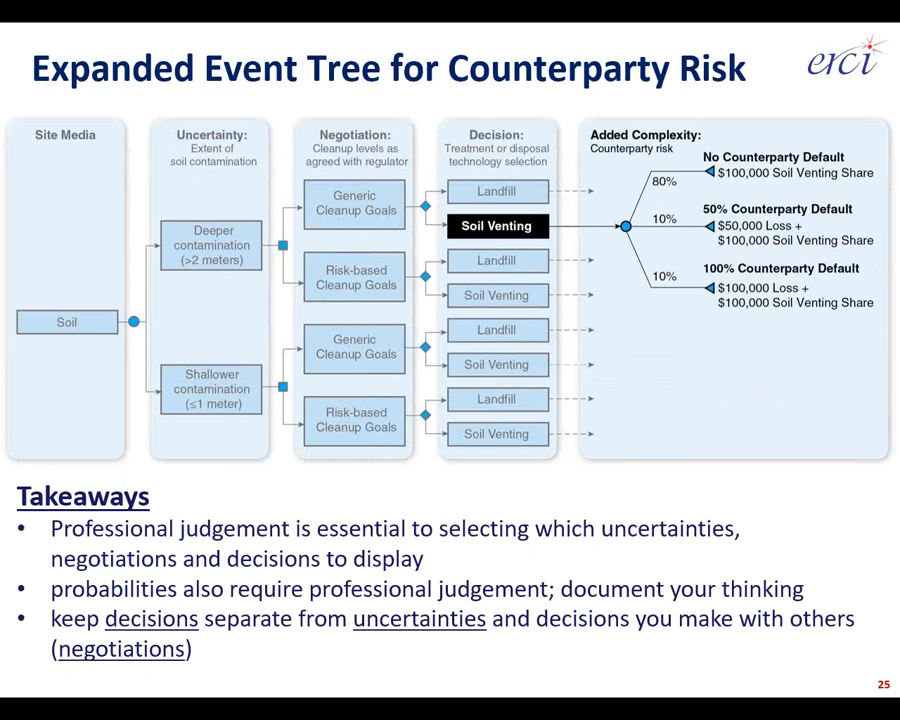 Expanded Event Tree for Counterparty Risk
erci
Site Media
Soil
Uncertainty:
Extent of
soil contamination
Deeper
contamination
(>2 meters)
Shallower
contamination
(≤1 meter)
Negotiation:
Cleanup levels as
agreed with regulator
Generic
Cleanup Goals
Risk-based
Cleanup Goals
Generic
Cleanup Goals
Risk-based
Cleanup Goals
Decision:
Treatment or disposal
technology selection
Landfill
Soil Venting
Landfill
Soil Venting
Landfill
Soil Venting
Landfill
Soil Venting
Added Complexity:
Counterparty risk
80%
No Counterparty Default
$100,000 Soil Venting Share
10%
50% Counterparty Default
$50,000 Loss +
$100,000 Soil Venting Share
10%
100% Counterparty Default
$100,000 Loss +
$100,000 Soil Venting Share
Takeaways
• Professional judgement is essential to selecting which uncertainties,
negotiations and decisions to display
• probabilities also require professional judgement; document your thinking
• keep decisions separate from uncertainties and decisions you make with others
(negotiations)
25